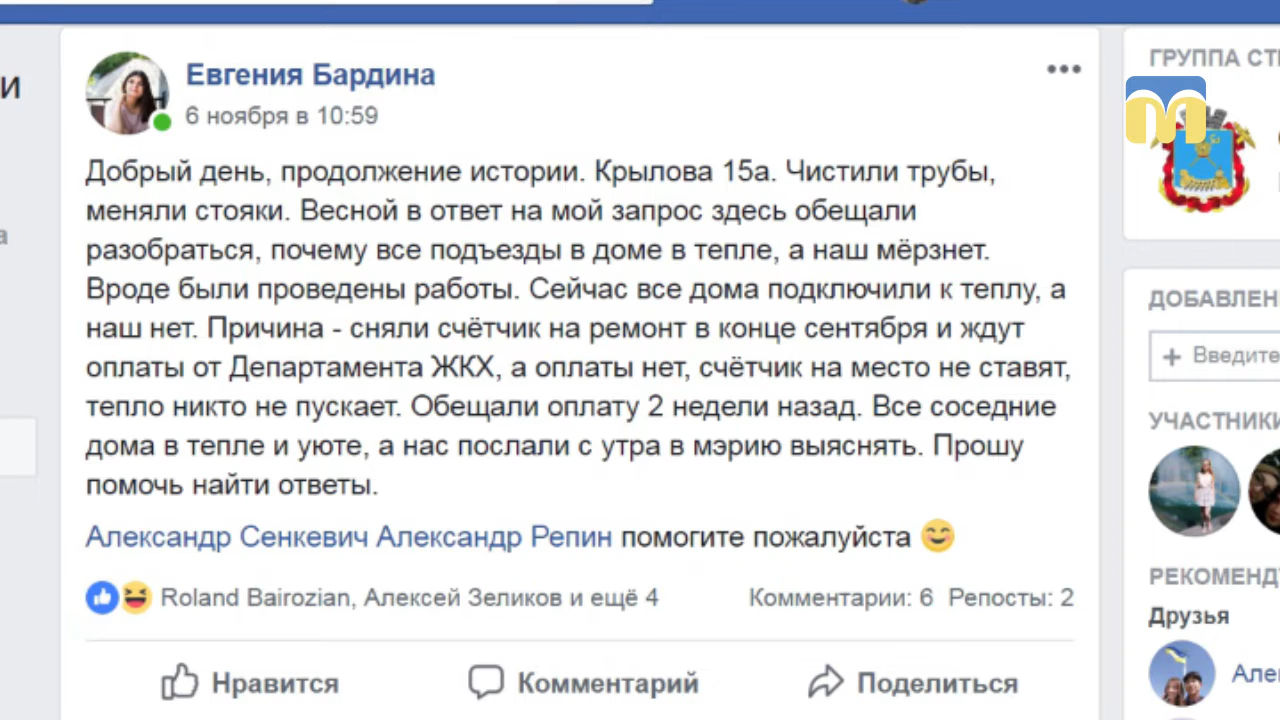 и
Евгения Бардина
6 ноября в 10:59
Добрый день, продолжение истории. Крылова 15а. Чистили трубы,
меняли стояки. Весной в ответ на мой запрос здесь обещали
разобраться, почему все подъезды в доме в тепле, а наш мёрзнет.
Вроде были проведены работы. Сейчас все дома подключили к теплу, а
наш нет. Причина - сняли счётчик на ремонт в конце сентября и ждут
оплаты от Департамента ЖКХ, а оплаты нет, счётчик на место не ставят,
тепло никто не пускает. Обещали оплату 2 недели назад. Все соседние
дома в тепле и уюте, а нас послали с утра в мэрию выяснять. Прошу
помочь найти ответы.
Александр Сенкевич Александр Репин помогите пожалуйста 😊
Roland Bairozian, Алексей Зеликов и ещё 4
Комментарии: 6 Репосты: 2
Нравится
Комментарий
Поделиться
а
ГРУППА СТ
m
ДОБАВЛЕН
+ Введите
УЧАСТНИКИ
РЕКОМЕНД
Друзья
Але